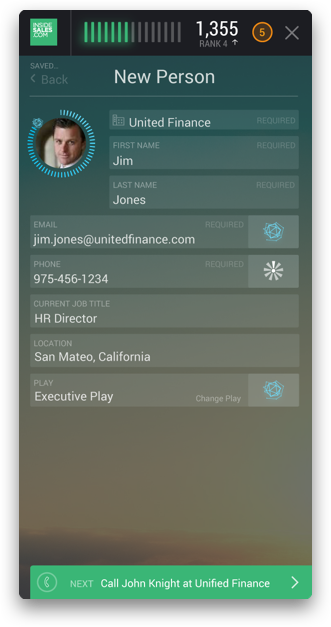 INSIDE
SALES
.COM
1,355
RANK 4
5
SAVED...
Back
New Person
United Finance REQUIRED
FIRST NAME REQUIRED
Jim
LAST NAME REQUIRED
Jones
EMAIL REQUIRED
jim.jones@unitedfinance.com
PHONE REQUIRED
975-456-1234
CURRENT JOB TITLE
HR Director
LOCATION
San Mateo, California
PLAY
Executive Play Change Play
NEXT Call John Knight at Unified Finance